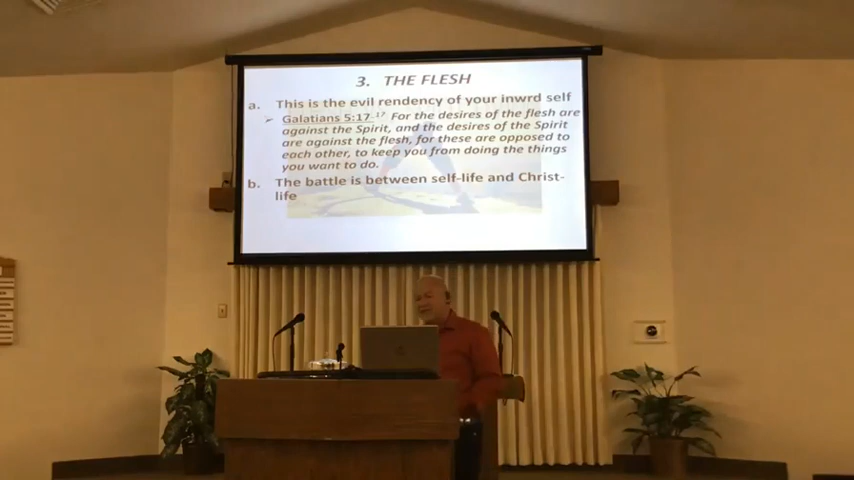 3. THE FLESH
a. This is the evil rendency of your inwrd self
➢ Galatians 5:17 17 For the desires of the flesh are
against the Spirit, and the desires of the Spirit
are against the flesh, for these are opposed to
each other, to keep you from doing the things
you want to do.
b. The battle is between self-life and Christ-
life